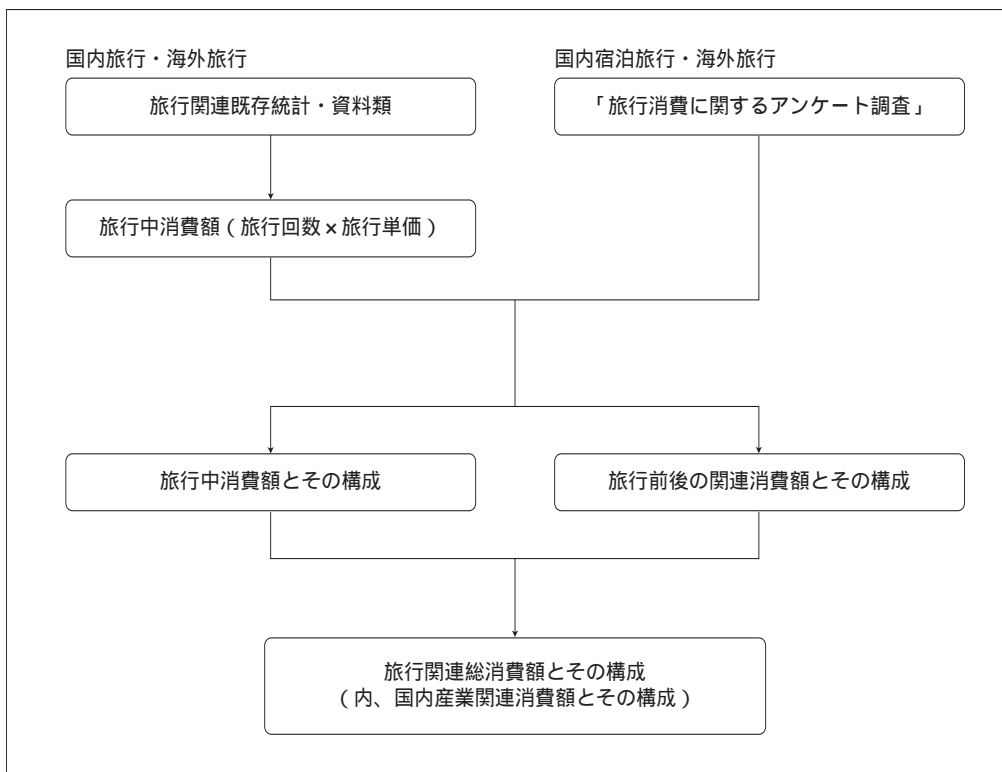 国内旅行・海外旅行
旅行関連既存統計・資料類
国内宿泊旅行・海外旅行
「旅行消費に関するアンケート調査」
旅行中消費額(旅行回数×旅行単価)
旅行中消費額とその構成
旅行前後の関連消費額とその構成
旅行関連総消費額とその構成
(内、国内産業関連消費額とその構成)